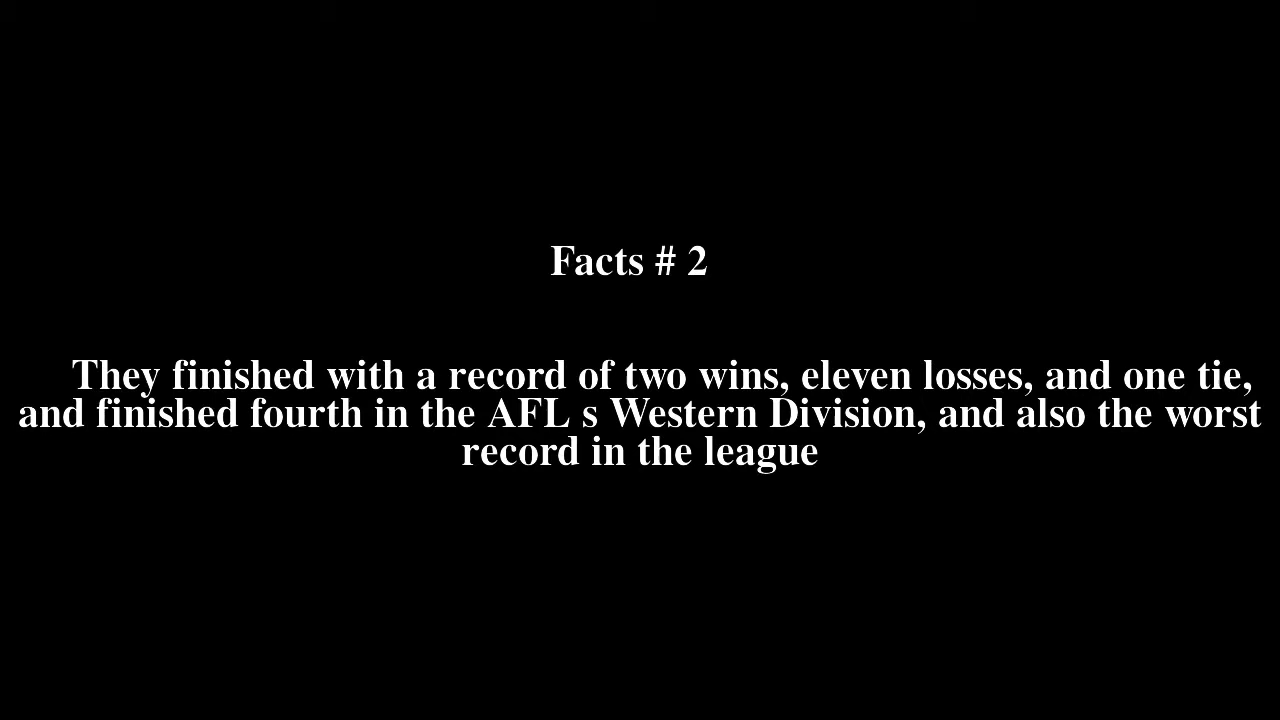 Facts # 2
They finished with a record of two wins, eleven losses, and one tie,
and finished fourth in the AFL s Western Division, and also the worst
record in the league